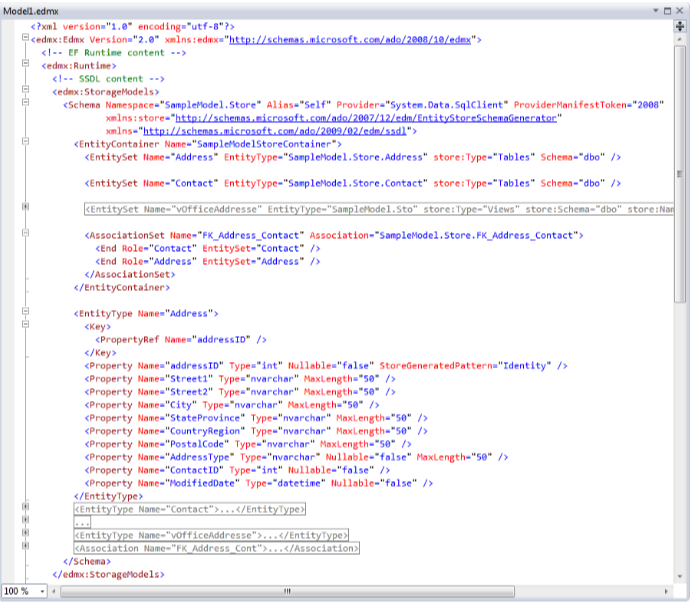 Model1.edmx
<?xml version="1.0" encoding="utf-8"?>
<edmx:Edmx Version="2.0" xmlns:edmx="http://schemas.microsoft.com/ado/2008/10/edmx">
<!-- EF Runtime content -->
<edmx:Runtime>
<!-- SSDL content -->
<edmx:StorageModels>
<Schema Namespace="SampleModel.Store" Alias="Self" Provider="System.Data.SqlClient" ProviderManifestToken="2008"
xmlns:store="http://schemas.microsoft.com/ado/2007/12/edm/EntityStoreSchemaGenerator"
xmlns="http://schemas.microsoft.com/ado/2009/02/edm/ssdl">
<EntityContainer Name="SampleModelStoreContainer">
<EntitySet Name="Address" EntityType="SampleModel.Store.Address" store:Type="Tables" Schema="dbo" />
<EntitySet Name="Contact" EntityType="SampleModel.Store.Contact" store:Type="Tables" Schema="dbo" />
<EntitySet Name="vOfficeAddresse" EntityType="SampleModel.Sto" store:Type="Views" store:Schema="dbo" store:Nam
<AssociationSet Name="FK_Address_Contact" Association="SampleModel.Store.FK_Address_Contact">
<End Role="Contact" EntitySet="Contact" />
<End Role="Address" EntitySet="Address" />
</AssociationSet>
</EntityContainer>
<EntityType Name="Address">
<Key>
<PropertyRef Name="addressID" />
</Key>
<Property Name="addressID" Type="int" Nullable="false" StoreGeneratedPattern="Identity" />
<Property Name="Street1" Type="nvarchar" MaxLength="50" />
<Property Name="Street2" Type="nvarchar" MaxLength="50" />
<Property Name="City" Type="nvarchar" MaxLength="50" />
<Property Name="StateProvince" Type="nvarchar" MaxLength="50" />
<Property Name="CountryRegion" Type="nvarchar" MaxLength="50" />
<Property Name="PostalCode" Type="nvarchar" MaxLength="50" />
<Property Name="AddressType" Type="nvarchar" Nullable="false" MaxLength="50" />
<Property Name="ContactID" Type="int" Nullable="false" />
<Property Name="ModifiedDate" Type="datetime" Nullable="false" />
</EntityType>
<EntityType Name="Contact">...</EntityType>
...
<EntityType Name="vOfficeAddresse">...</EntityType>
<Association Name="FK_Address_Cont">...</Association>
</Schema>
</edmx:StorageModels>
100 %